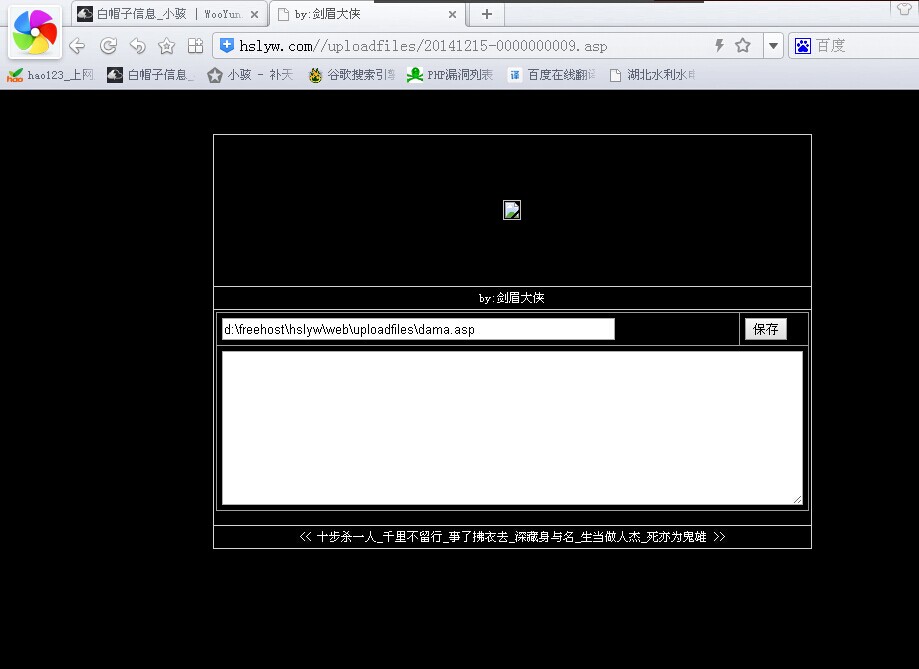 白帽子信息_小骇 | WooYun. by:剑眉大侠
hslyw.com//uploadfiles/20141215-0000000009.asp 百度
hao123_上网 白帽子信息_ 小骇 - 补天 谷歌搜索引擎 PHP漏洞列表 百度在线翻译 湖北水利水电
by:剑眉大侠
d:\freehost\hslyw\web\uploadfiles\dama.asp 保存
<< 十步杀一人_千里不留行_事了拂衣去_深藏身与名_生当做人杰_死亦为鬼雄 >>